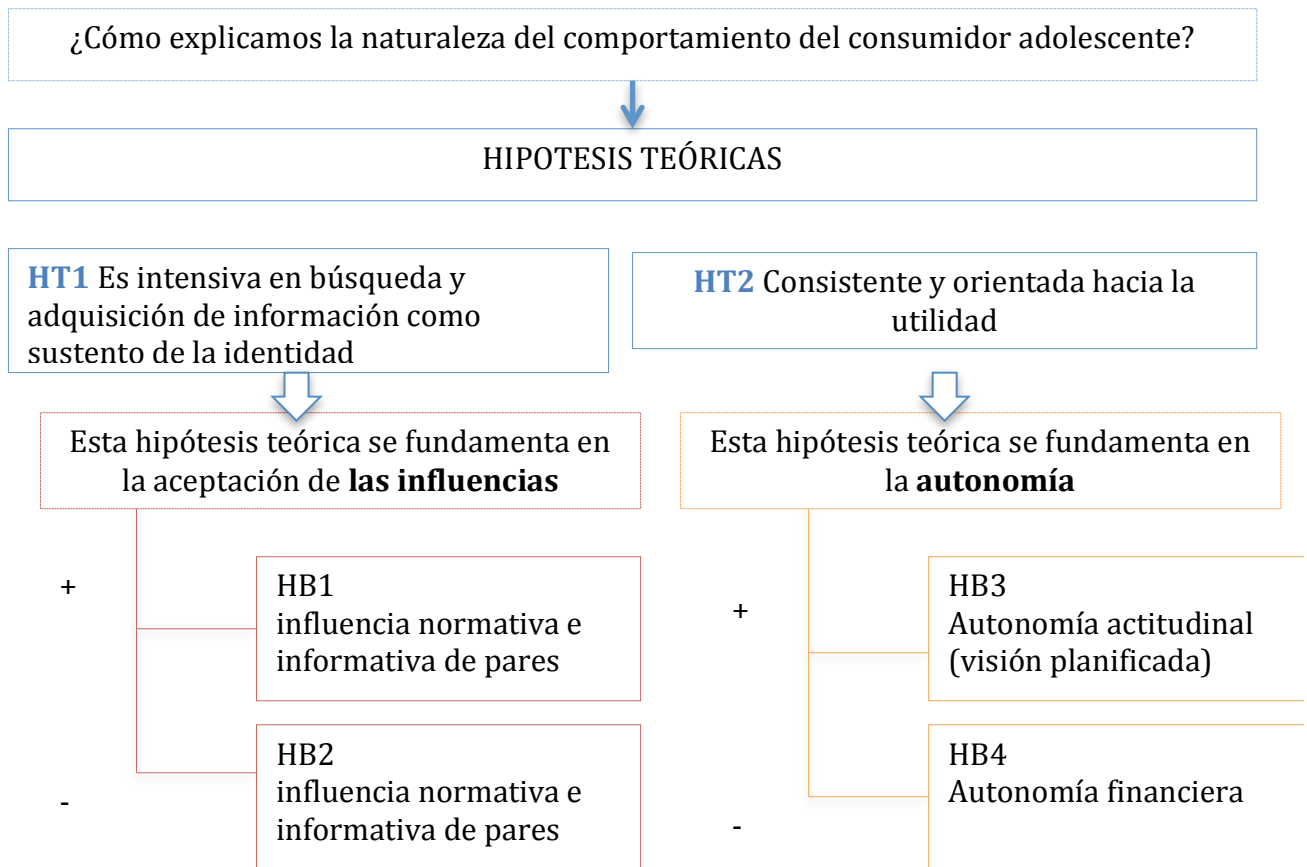 ¿Cómo explicamos la naturaleza del comportamiento del consumidor adolescente?
HIPOTESIS TEÓRICAS
HT1 Es intensiva en búsqueda y
adquisición de información como
sustento de la identidad
HT2 Consistente y orientada hacia la
utilidad
Esta hipótesis teórica se fundamenta en
la aceptación de las influencias
Esta hipótesis teórica se fundamenta en
la autonomía
+
HB1
influencia normativa e
informativa de pares
-
HB2
influencia normativa e
informativa de pares
+
HB3
Autonomía actitudinal
(visión planificada)
-
HB4
Autonomía financiera